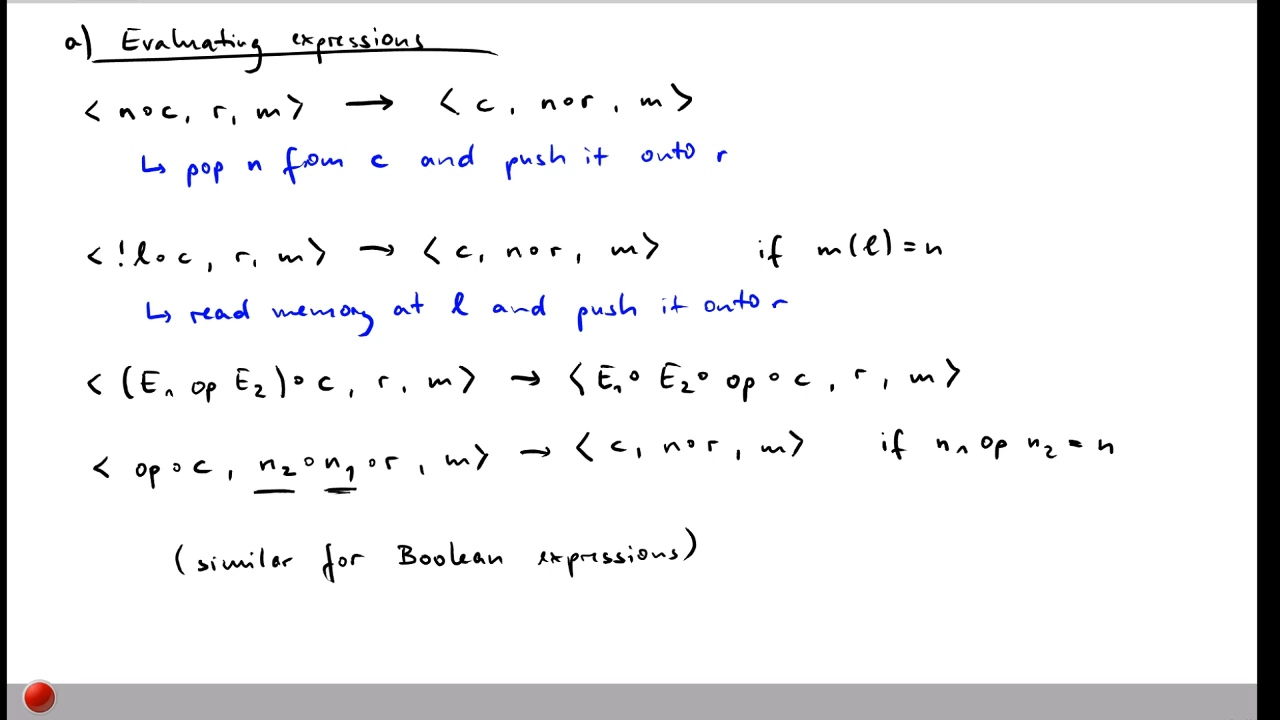 a) Evaluating expressions
< n∘c, r, m> → < c, n∘r, m>
↳ pop n from c and push it onto r
< !l∘c, r, m> → < c, n∘r, m> if m(l) = n
↳ read memory at l and push it onto r
< (E₁ op E₂)∘c, r, m> → < E₁∘ E₂∘ op∘c, r, m>
< op∘c, n₂∘n₁∘r, m> → < c, n∘r, m> if n₁ op n₂ = n
(similar for Boolean expressions)